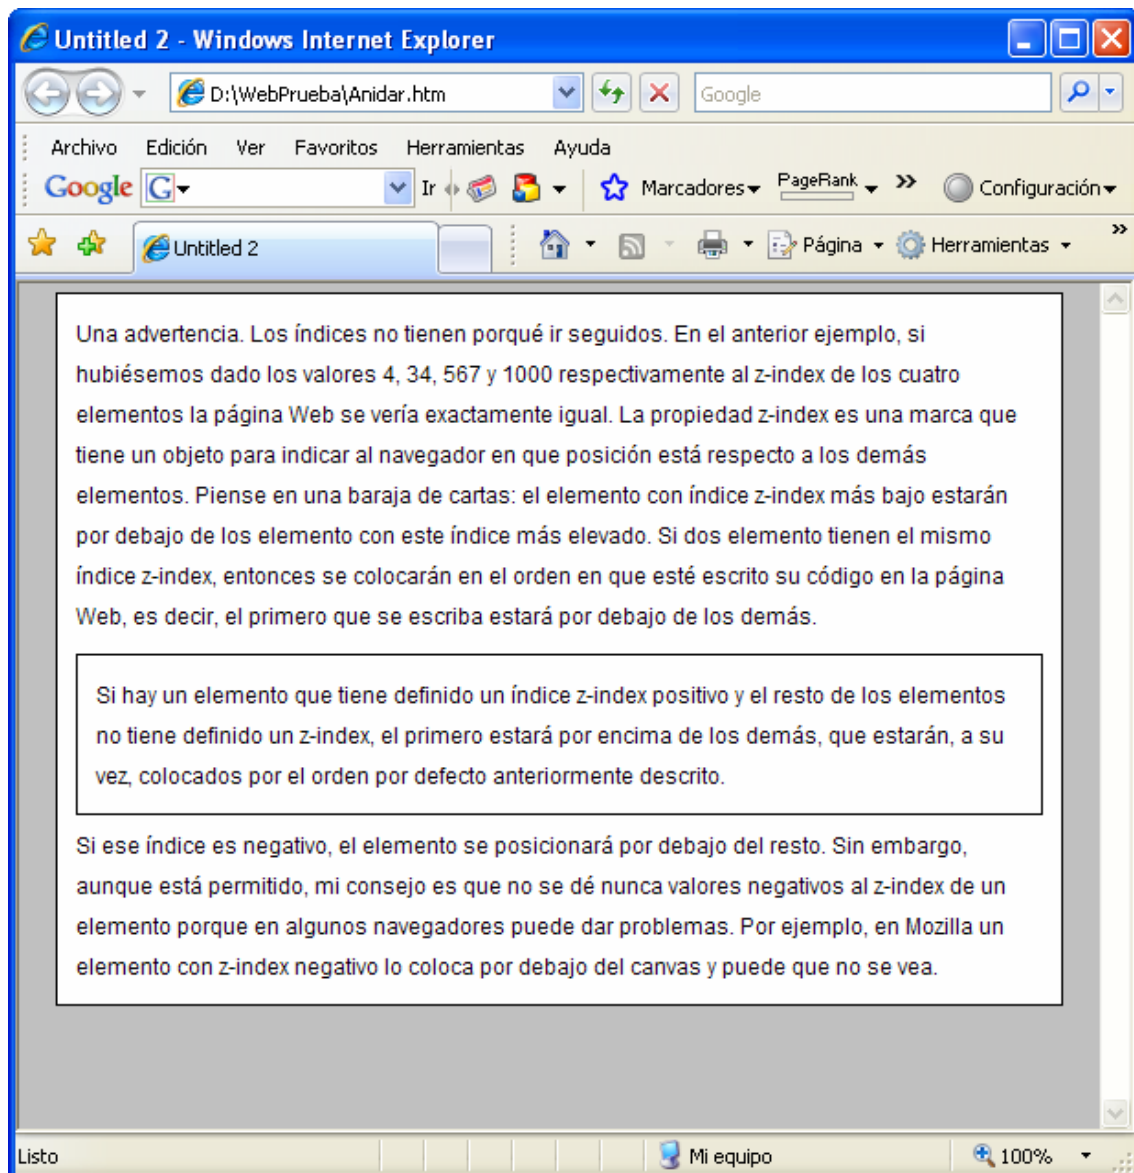 Untitled 2 - Windows Internet Explorer
D:\WebPrueba\Anidar.htm
Google
Archivo Edición Ver Favoritos Herramientas Ayuda
Google G Ir Marcadores PageRank » Configuración
Untitled 2 Página Herramientas »
Una advertencia. Los índices no tienen porqué ir seguidos. En el anterior ejemplo, si
hubiésemos dado los valores 4, 34, 567 y 1000 respectivamente al z-index de los cuatro
elementos la página Web se vería exactamente igual. La propiedad z-index es una marca que
tiene un objeto para indicar al navegador en que posición está respecto a los demás
elementos. Piense en una baraja de cartas: el elemento con índice z-index más bajo estarán
por debajo de los elemento con este índice más elevado. Si dos elemento tienen el mismo
índice z-index, entonces se colocarán en el orden en que esté escrito su código en la página
Web, es decir, el primero que se escriba estará por debajo de los demás.
Si hay un elemento que tiene definido un índice z-index positivo y el resto de los elementos
no tiene definido un z-index, el primero estará por encima de los demás, que estarán, a su
vez, colocados por el orden por defecto anteriormente descrito.
Si ese índice es negativo, el elemento se posicionará por debajo del resto. Sin embargo,
aunque está permitido, mi consejo es que no se dé nunca valores negativos al z-index de un
elemento porque en algunos navegadores puede dar problemas. Por ejemplo, en Mozilla un
elemento con z-index negativo lo coloca por debajo del canvas y puede que no se vea.
Listo Mi equipo 100%